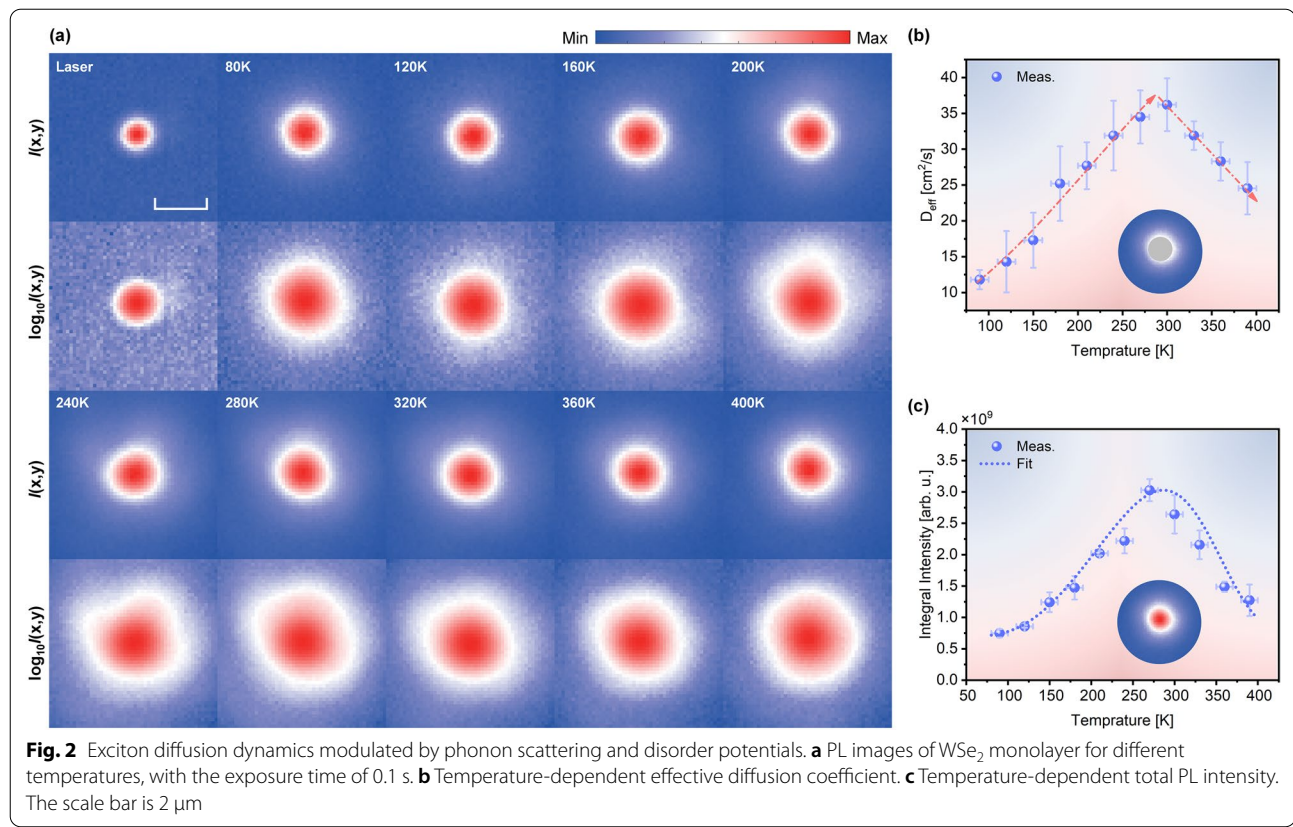 (a)
Min
Max
Laser
80K
120K
160K
200K
I(x,y)
log₁₀I(x,y)
240K
280K
320K
360K
400K
I(x,y)
log₁₀I(x,y)
(b)
Meas.
D_eff [cm²/s]
40
35
30
25
20
15
10
100
150
200
250
300
350
400
Temprature [K]
(c)
×10⁹
Meas.
Fit
Integral Intensity [arb. u.]
4.0
3.5
3.0
2.5
2.0
1.5
1.0
0.5
0.0
50
100
150
200
250
300
350
400
Temprature [K]
Fig. 2 Exciton diffusion dynamics modulated by phonon scattering and disorder potentials. a PL images of WSe₂ monolayer for different
temperatures, with the exposure time of 0.1 s. b Temperature-dependent effective diffusion coefficient. c Temperature-dependent total PL intensity.
The scale bar is 2 μm